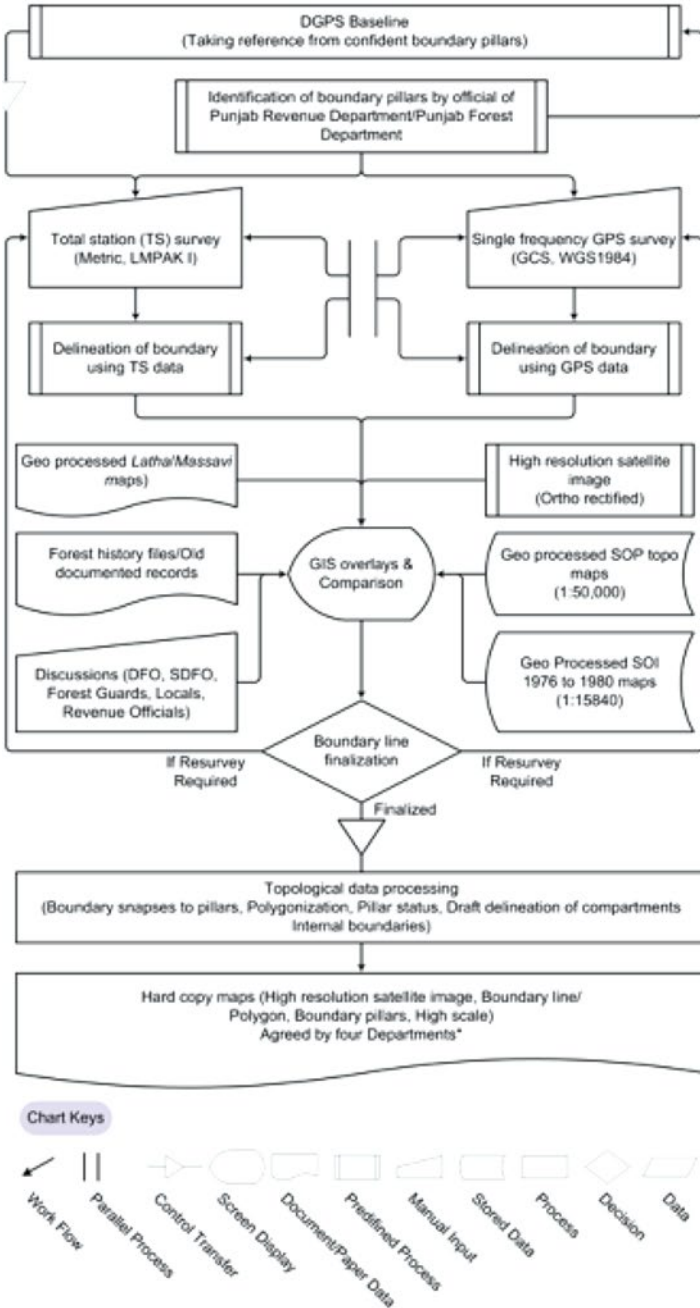 DGPS Baseline
(Taking reference from confident boundary pillars)
Identification of boundary pillars by official of
Punjab Revenue Department/Punjab Forest
Department
Total station (TS) survey
(Metric, LMPAK I)
Single frequency GPS survey
(GCS, WGS1984)
Delineation of boundary
using TS data
Delineation of boundary
using GPS data
Geo processed Latha/Massavi
maps)
High resolution satellite
image
(Ortho rectified)
Forest history files/Old
documented records
GIS overlays &
Comparison
Geo processed SOP topo
maps
(1:50,000)
Discussions (DFO, SDFO,
Forest Guards, Locals,
Revenue Officials)
Geo Processed SOI
1976 to 1980 maps
(1:15840)
Boundary line
finalization
If Resurvey
Required
If Resurvey
Required
Finalized
Topological data processing
(Boundary snapses to pillars, Polygonization, Pillar status, Draft delineation of compartments
Internal boundaries)
Hard copy maps (High resolution satellite image, Boundary line/
Polygon, Boundary pillars, High scale)
Agreed by four Departments*
Chart Keys
Work Flow
Parallel Process
Control Transfer
Screen Display
Document/Paper Data
Predifined Process
Manual Input
Stored Data
Process
Decision
Data